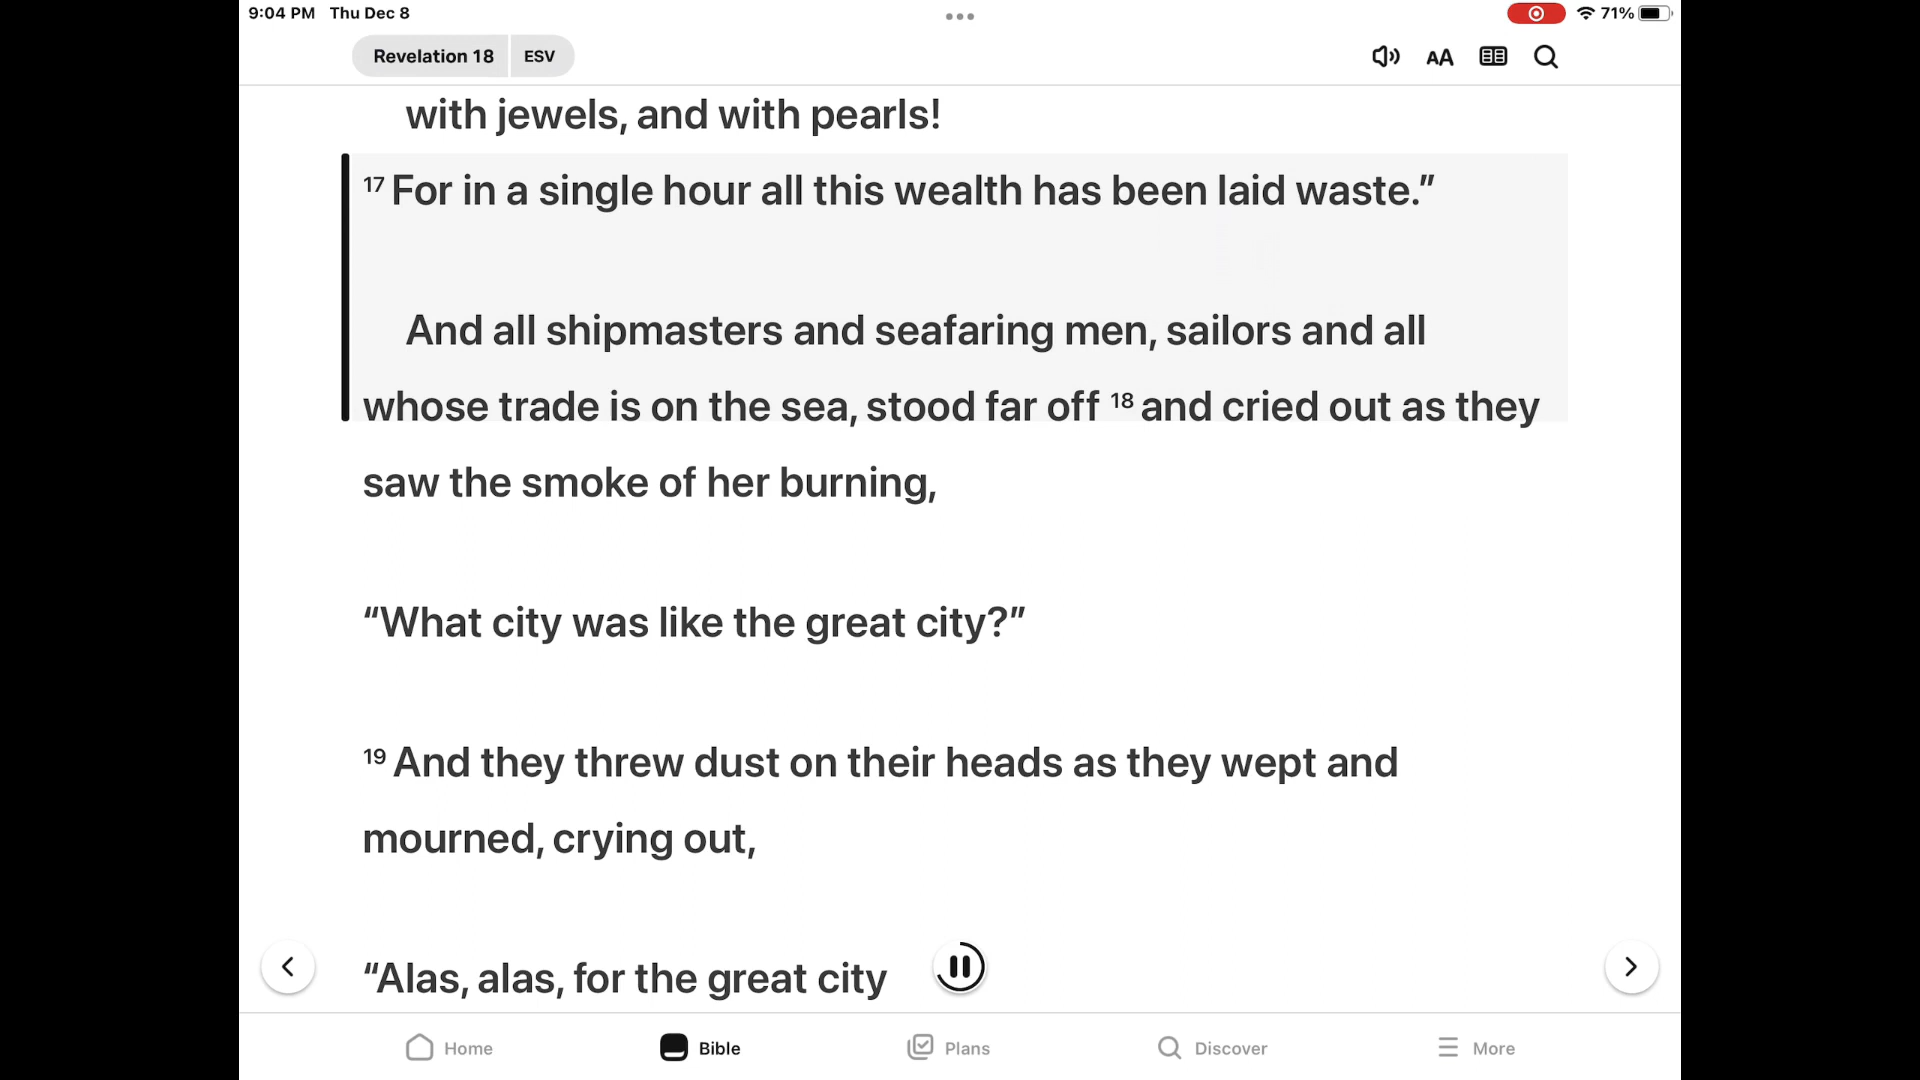 9:04 PM Thu Dec 8
71%
Revelation 18 ESV
AA
with jewels, and with pearls!
17 For in a single hour all this wealth has been laid waste.”
And all shipmasters and seafaring men, sailors and all
whose trade is on the sea, stood far off 18 and cried out as they
saw the smoke of her burning,
“What city was like the great city?”
19 And they threw dust on their heads as they wept and
mourned, crying out,
“Alas, alas, for the great city
Home Bible Plans Discover More